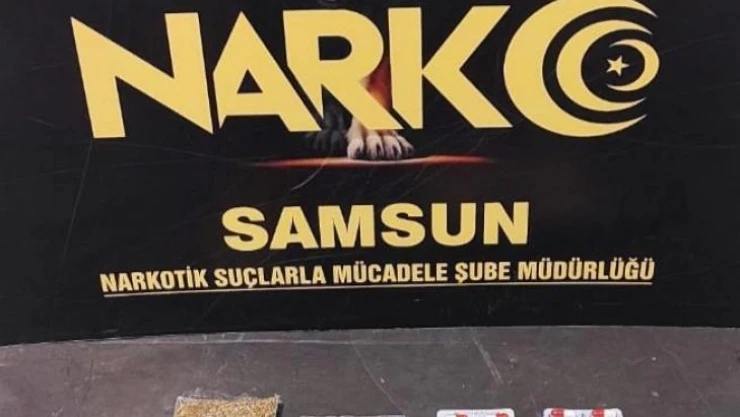 NARKO
SAMSUN
NARKOTİK SUÇLARLA MÜCADELE ŞUBE MÜDÜRLÜĞÜ